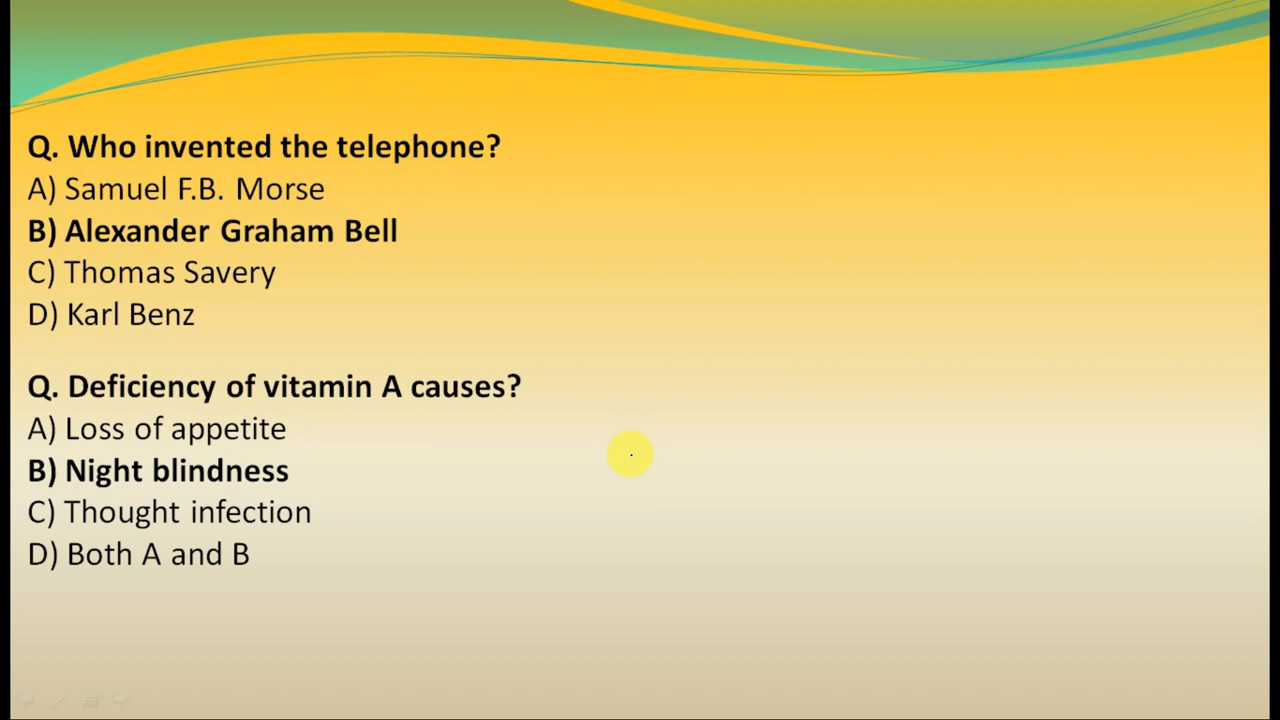 Q. Who invented the telephone?
A) Samuel F.B. Morse
B) Alexander Graham Bell
C) Thomas Savery
D) Karl Benz
Q. Deficiency of vitamin A causes?
A) Loss of appetite
B) Night blindness
C) Thought infection
D) Both A and B